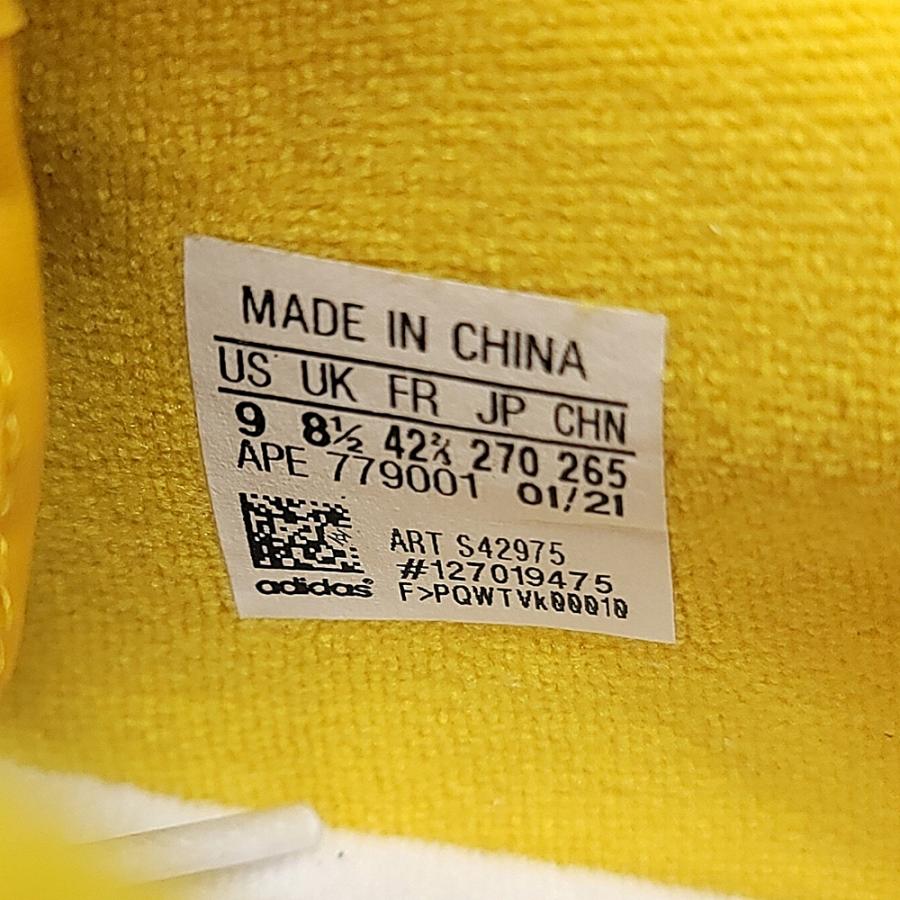 MADE IN CHINA
US UK FR JP CHN
9 8½ 42⅔ 270 265
APE 779001 01/21
ART S42975
#127019475
adidas®
F>PQWTVk00010